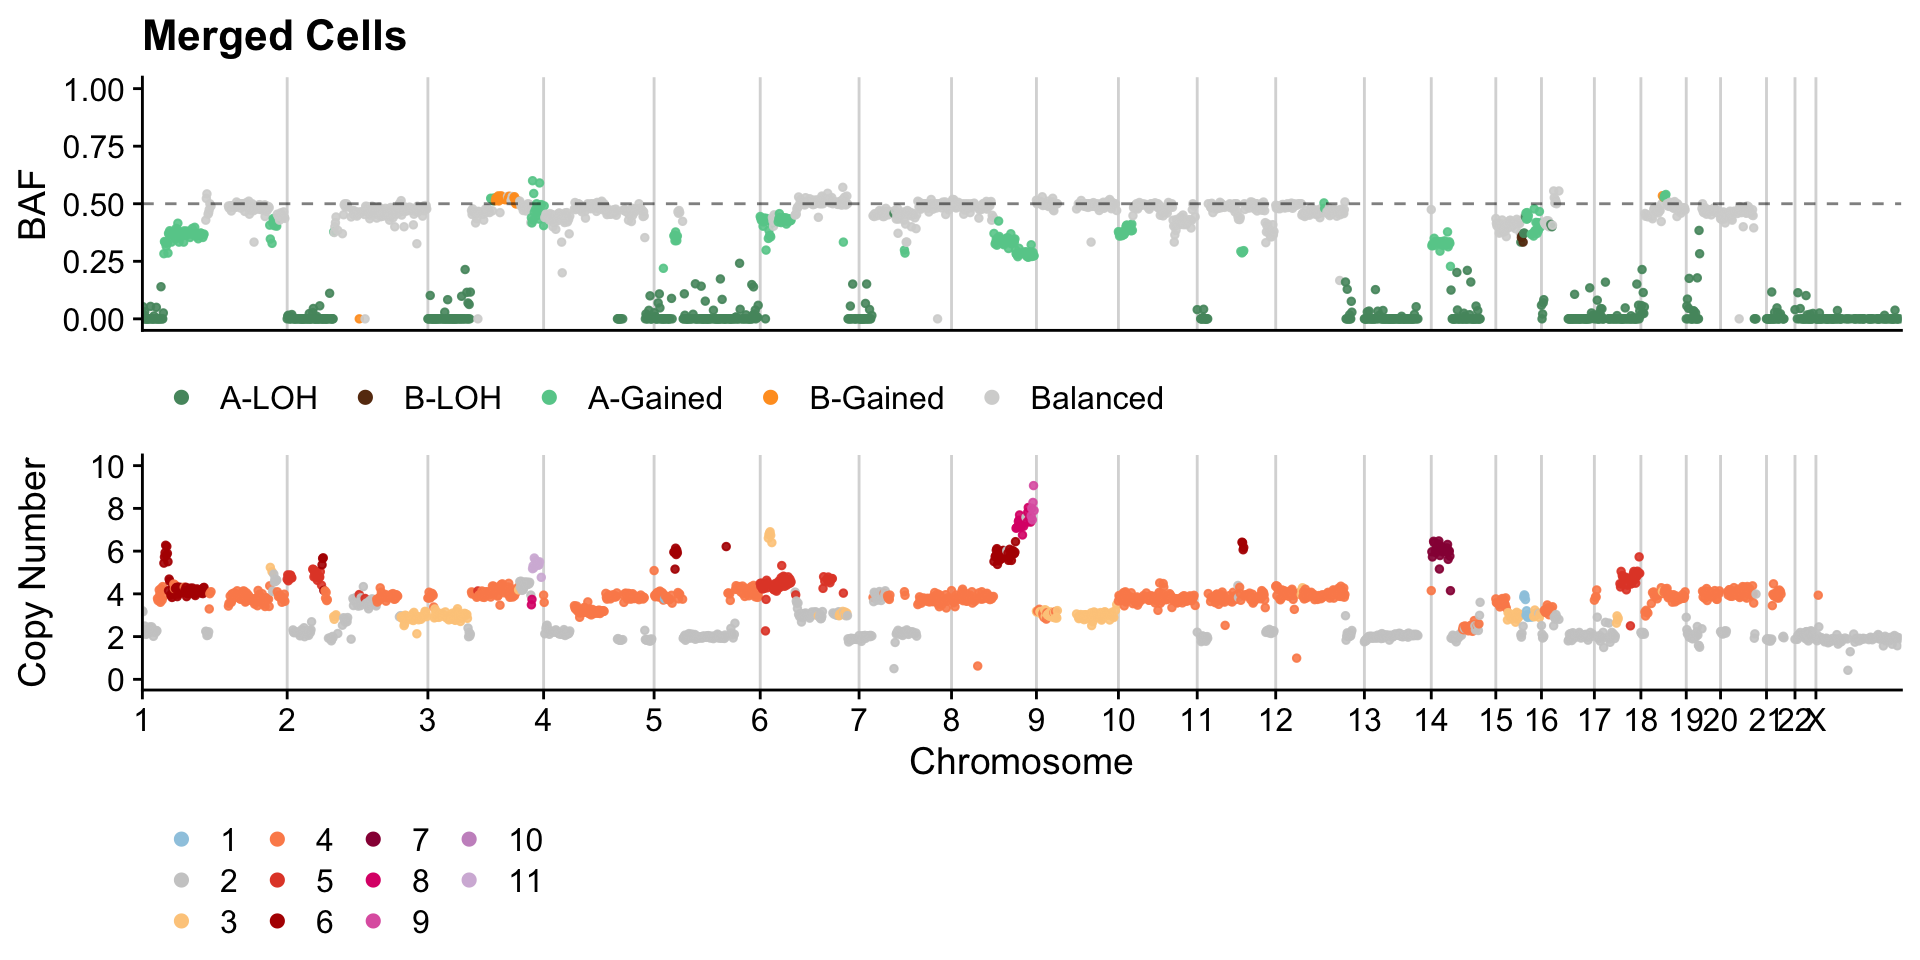 Merged Cells
BAF
1.00
0.75
0.50
0.25
0.00
A-LOH B-LOH A-Gained B-Gained Balanced
Copy Number
10
8
6
4
2
0
1 2 3 4 5 6 7 8 9 10 11 12 13 14 15 16 17 18 19 20 21 22 X
Chromosome
1 4 7 10
2 5 8 11
3 6 9